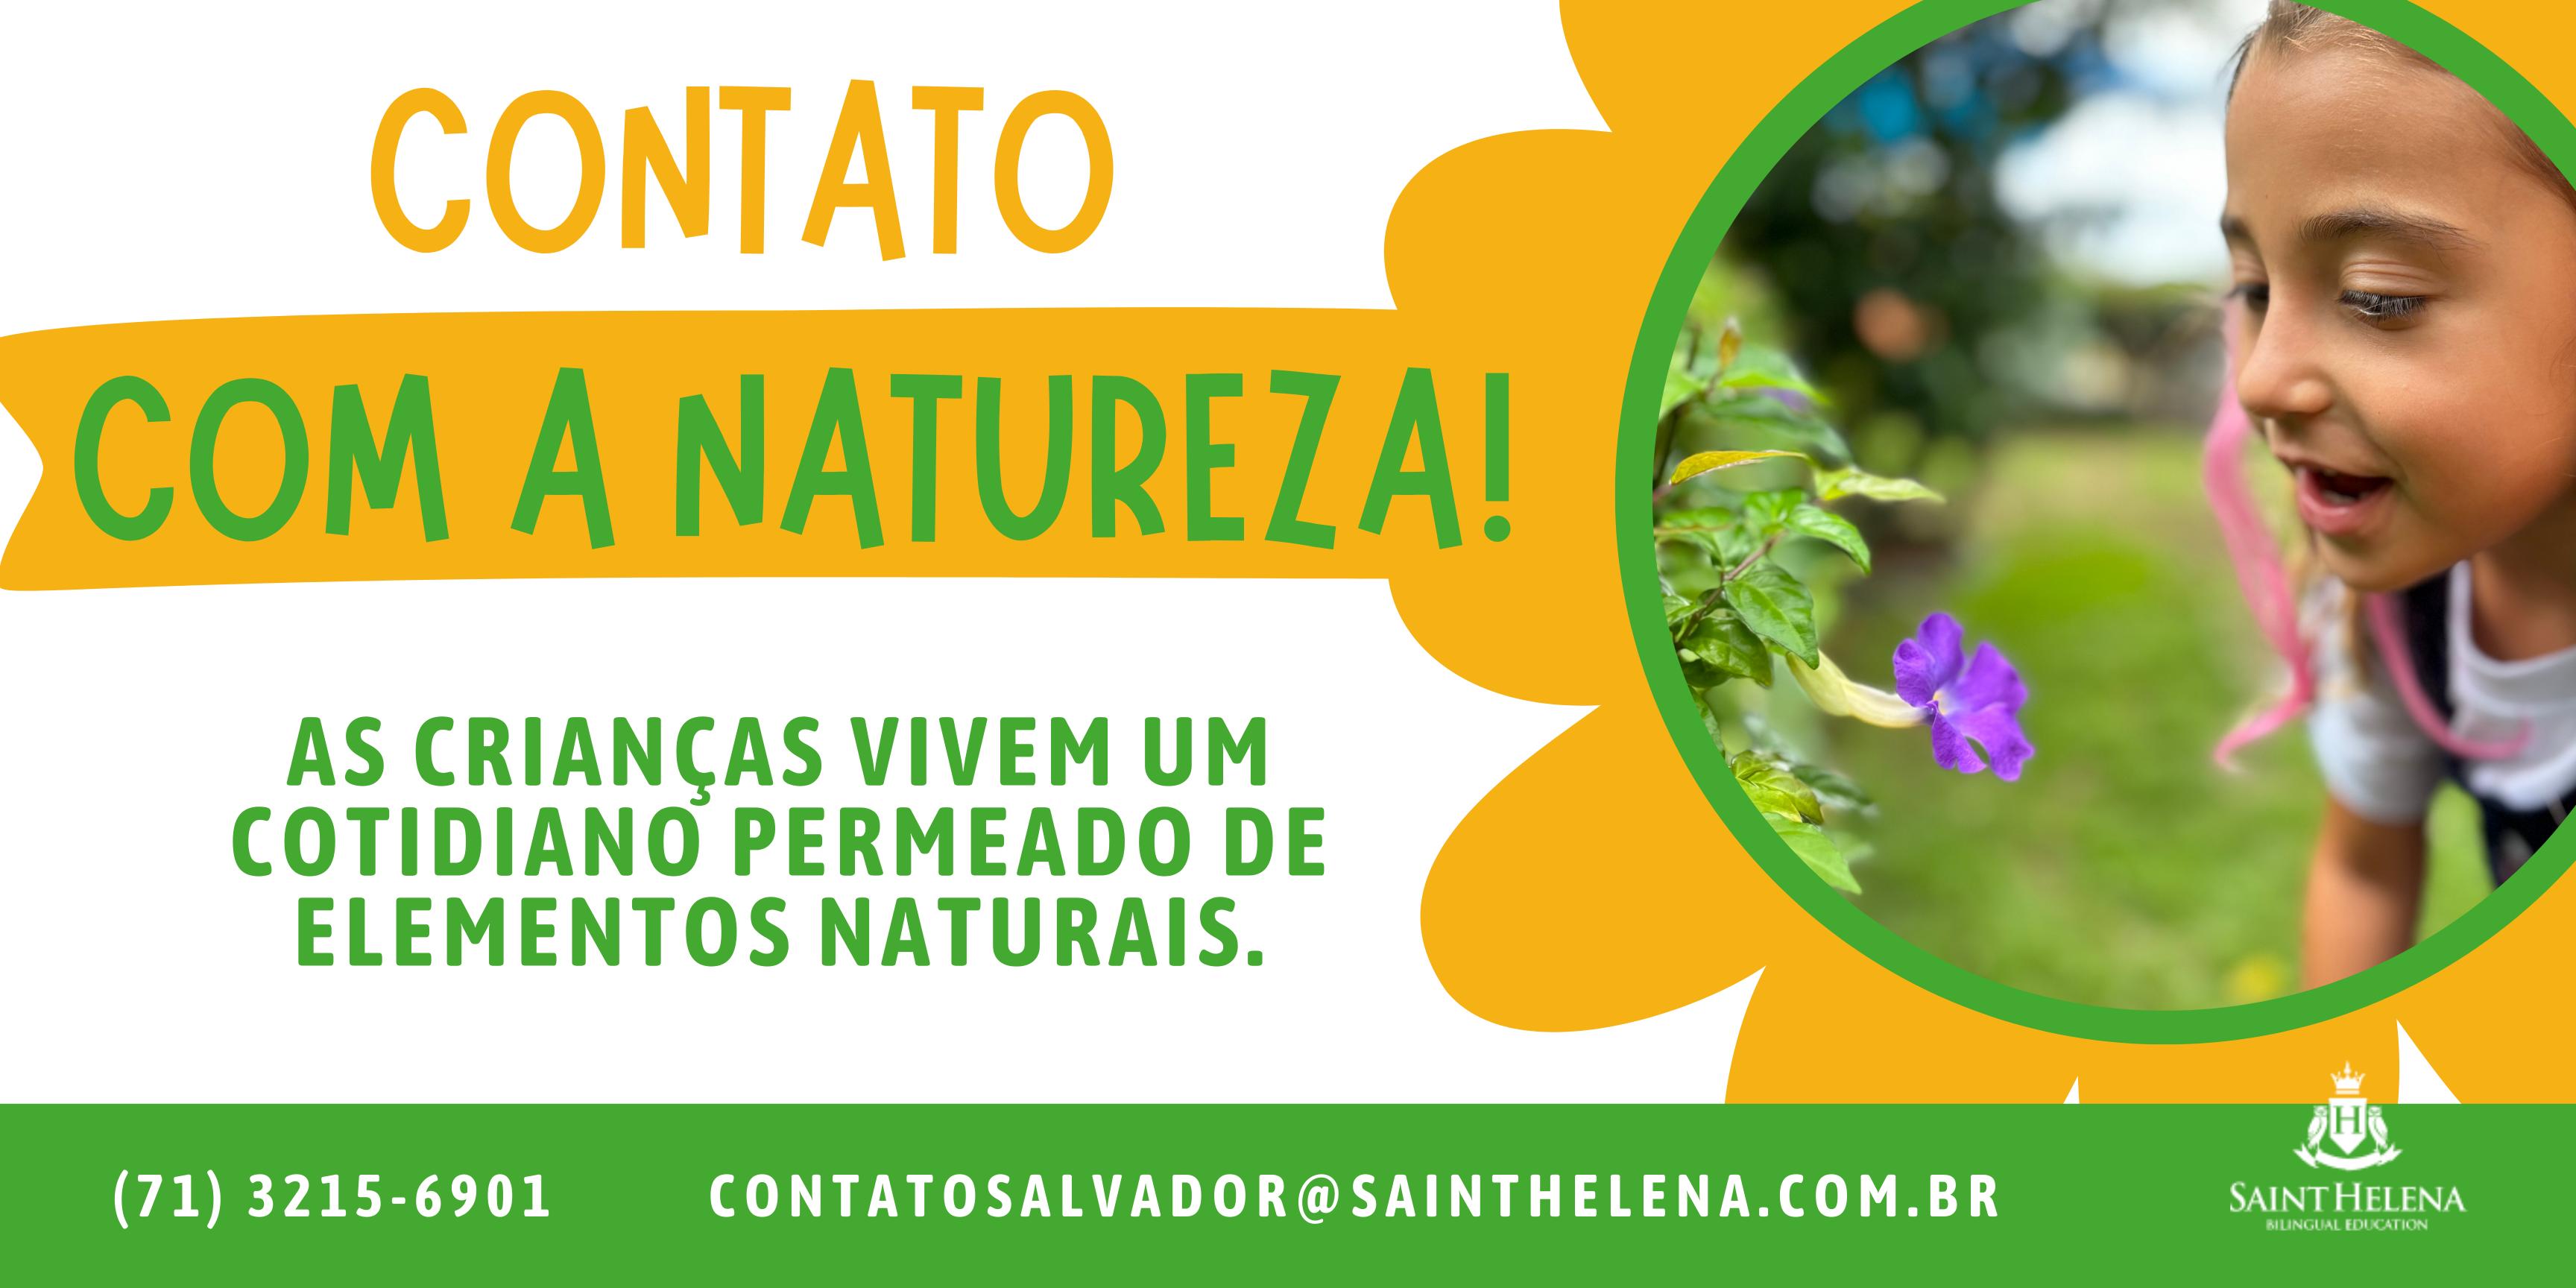 CONTATO
COM A NATUREZA!
AS CRIANÇAS VIVEM UM
COTIDIANO PERMEADO DE
ELEMENTOS NATURAIS.
(71) 3215-6901 CONTATOSALVADOR@SAINTHELENA.COM.BR
H
SAINT HELENA
BILINGUAL EDUCATION